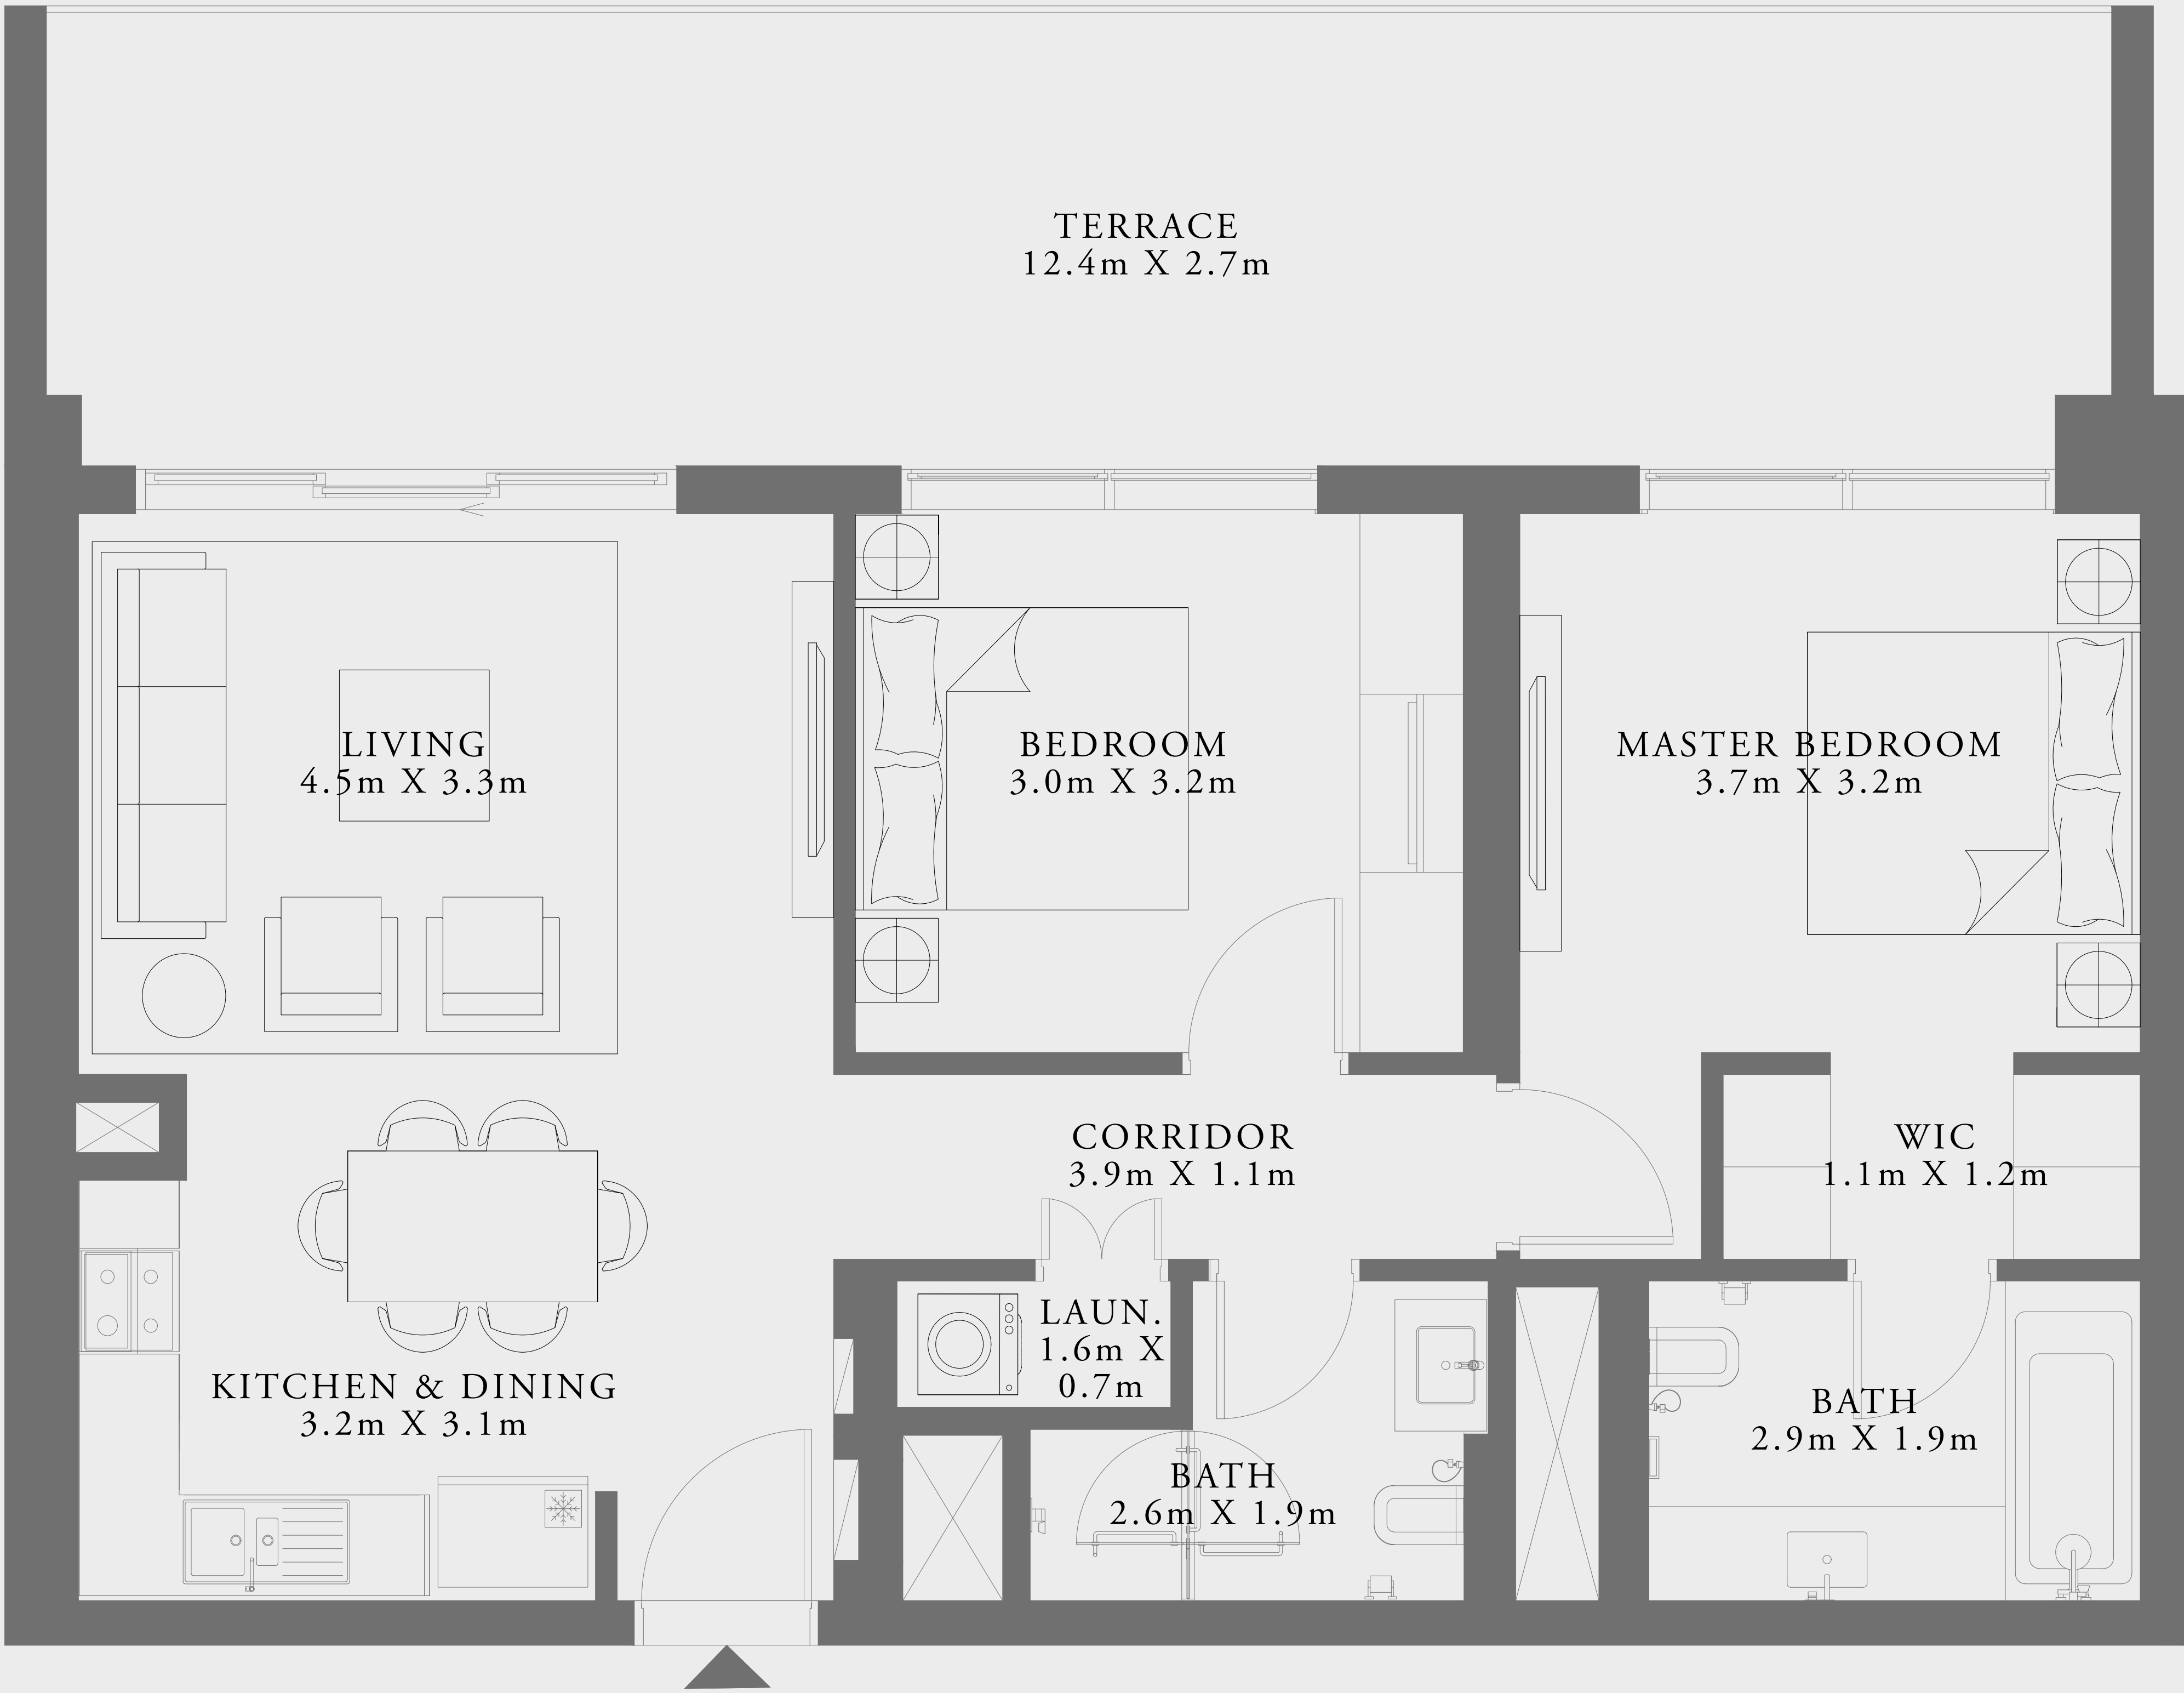 TERRACE
12.4m X 2.7m
LIVING
4.5m X 3.3m
BEDROOM
3.0m X 3.2m
MASTER BEDROOM
3.7m X 3.2m
CORRIDOR
3.9m X 1.1m
WIC
1.1m X 1.2m
LAUN.
1.6m X
0.7m
KITCHEN & DINING
3.2m X 3.1m
BATH
2.6m X 1.9m
BATH
2.9m X 1.9m